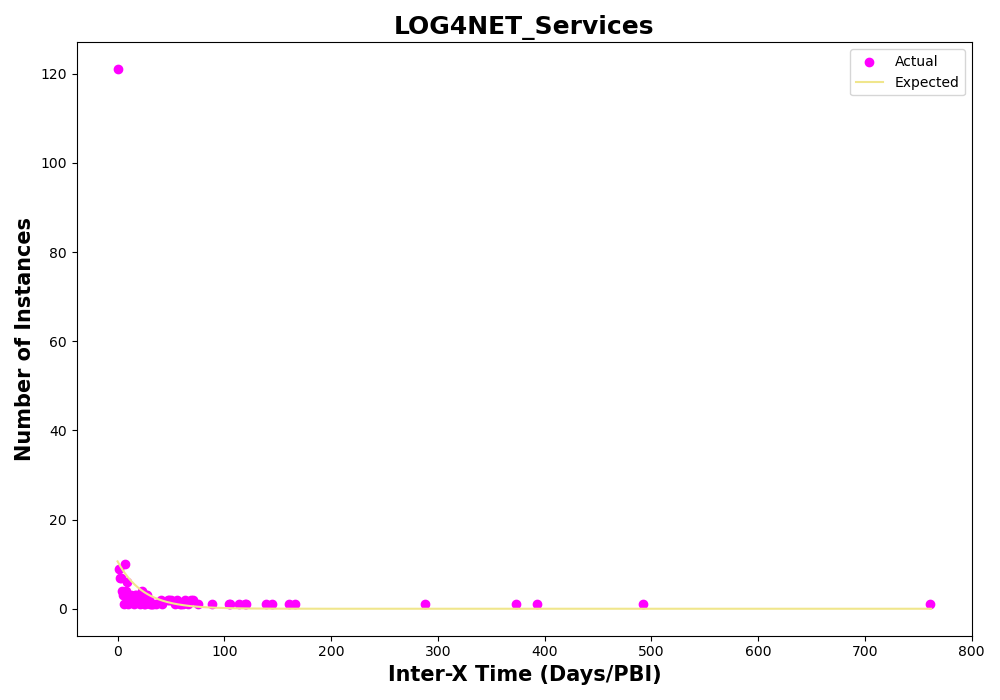 LOG4NET_Services
Actual
Expected
Number of Instances
120
100
80
60
40
20
0
0 100 200 300 400 500 600 700 800
Inter-X Time (Days/PBI)